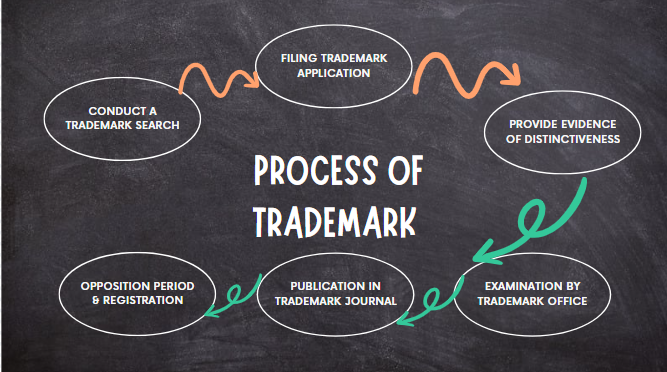 FILING TRADEMARK
APPLICATION
CONDUCT A
TRADEMARK SEARCH
PROVIDE EVIDENCE
OF DISTINCTIVENESS
PROCESS OF
TRADEMARK
OPPOSITION PERIOD
& REGISTRATION
PUBLICATION IN
TRADEMARK JOURNAL
EXAMINATION BY
TRADEMARK OFFICE